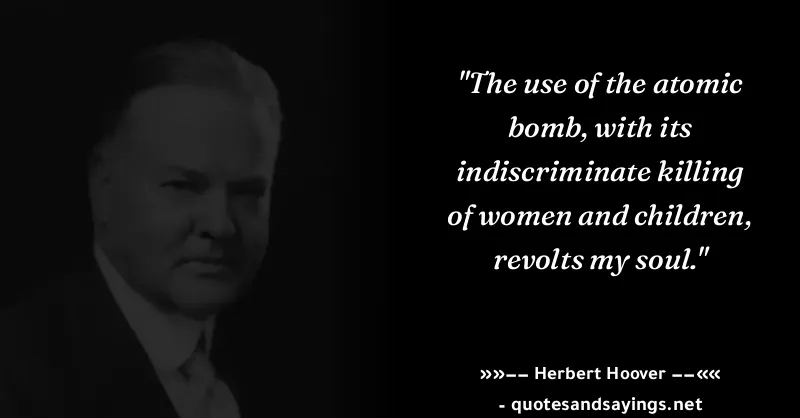 "The use of the atomic
bomb, with its
indiscriminate killing
of women and children,
revolts my soul."
»»—— Herbert Hoover ——««
- quotesandsayings.net